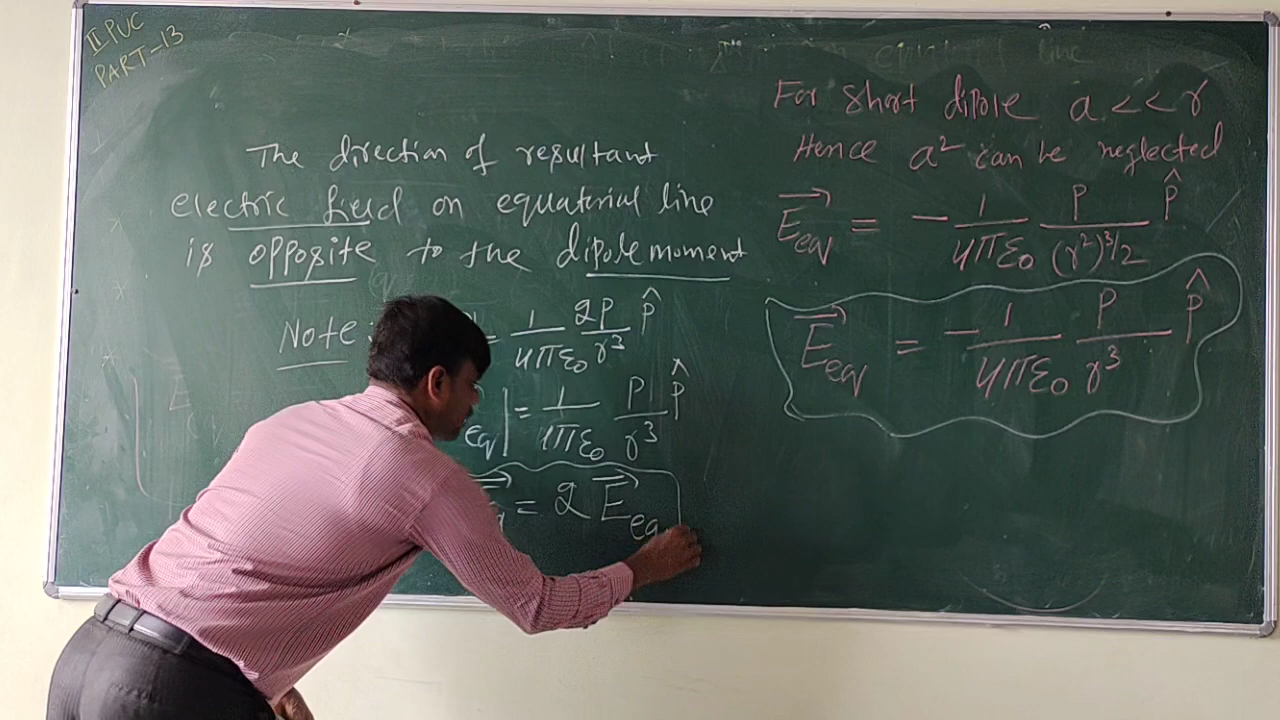 II PUC
PART-13
The direction of resultant
electric field on equatorial line
is opposite to the dipole moment
Note :
= 1/4πε₀ 2p/r³ p̂
eq| = 1/4πε₀ p/r³ p̂
= 2 E⃗eq
For short dipole a << r
Hence a² can be neglected
E⃗eq = - 1/4πε₀ p/(r²)^3/2 p̂
E⃗eq = - 1/4πε₀ p/r³ p̂